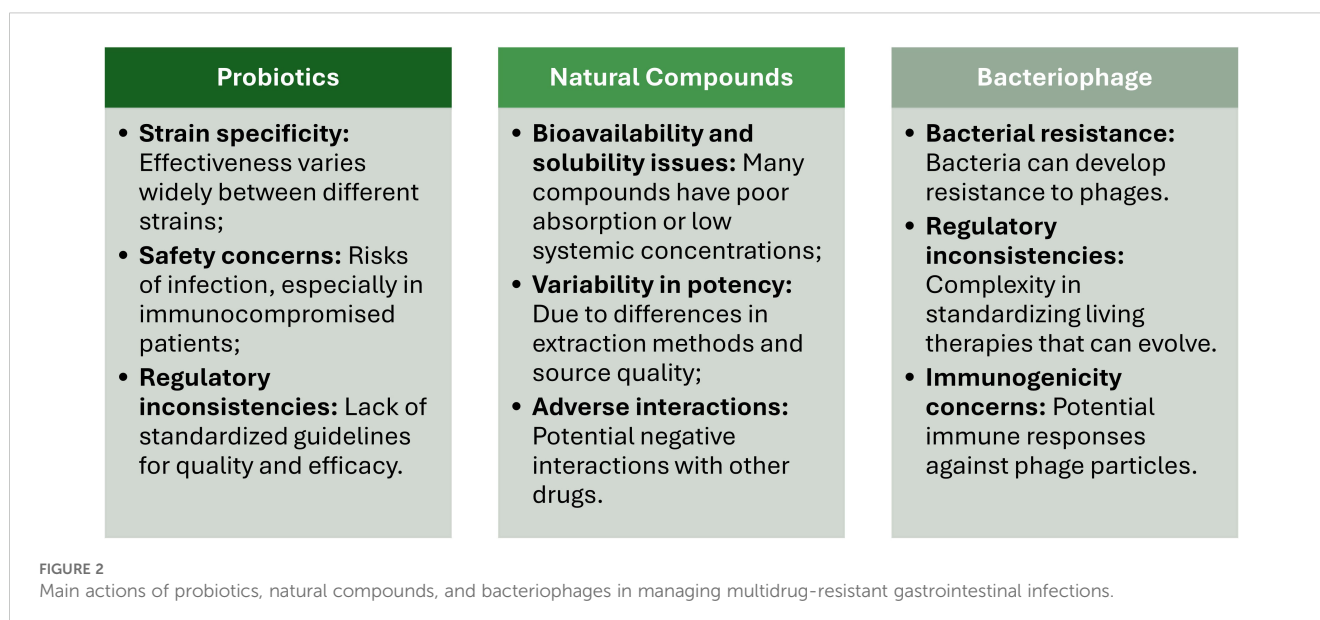 Probiotics
• Strain specificity:
Effectiveness varies
widely between different
strains;
• Safety concerns: Risks
of infection, especially in
immunocompromised
patients;
• Regulatory
inconsistencies: Lack of
standardized guidelines
for quality and efficacy.
Natural Compounds
• Bioavailability and
solubility issues: Many
compounds have poor
absorption or low
systemic concentrations;
• Variability in potency:
Due to differences in
extraction methods and
source quality;
• Adverse interactions:
Potential negative
interactions with other
drugs.
Bacteriophage
• Bacterial resistance:
Bacteria can develop
resistance to phages.
• Regulatory
inconsistencies:
Complexity in
standardizing living
therapies that can evolve.
• Immunogenicity
concerns: Potential
immune responses
against phage particles.
FIGURE 2
Main actions of probiotics, natural compounds, and bacteriophages in managing multidrug-resistant gastrointestinal infections.